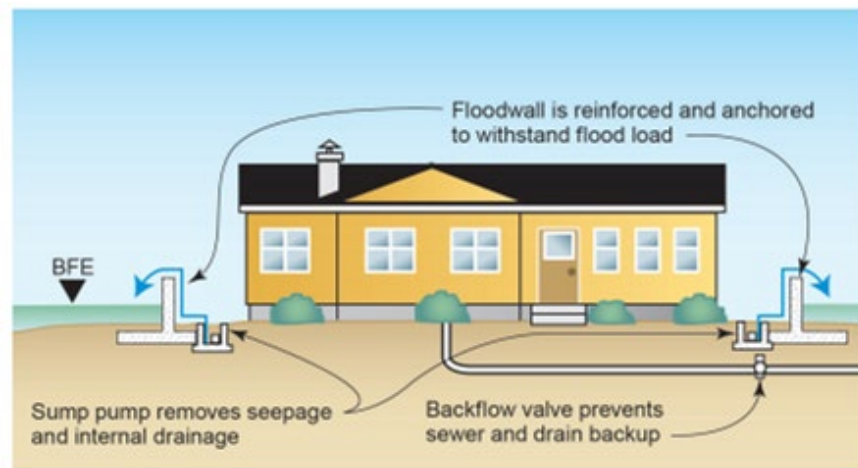 Floodwall is reinforced and anchored
to withstand flood load
BFE
Sump pump removes seepage
and internal drainage
Backflow valve prevents
sewer and drain backup